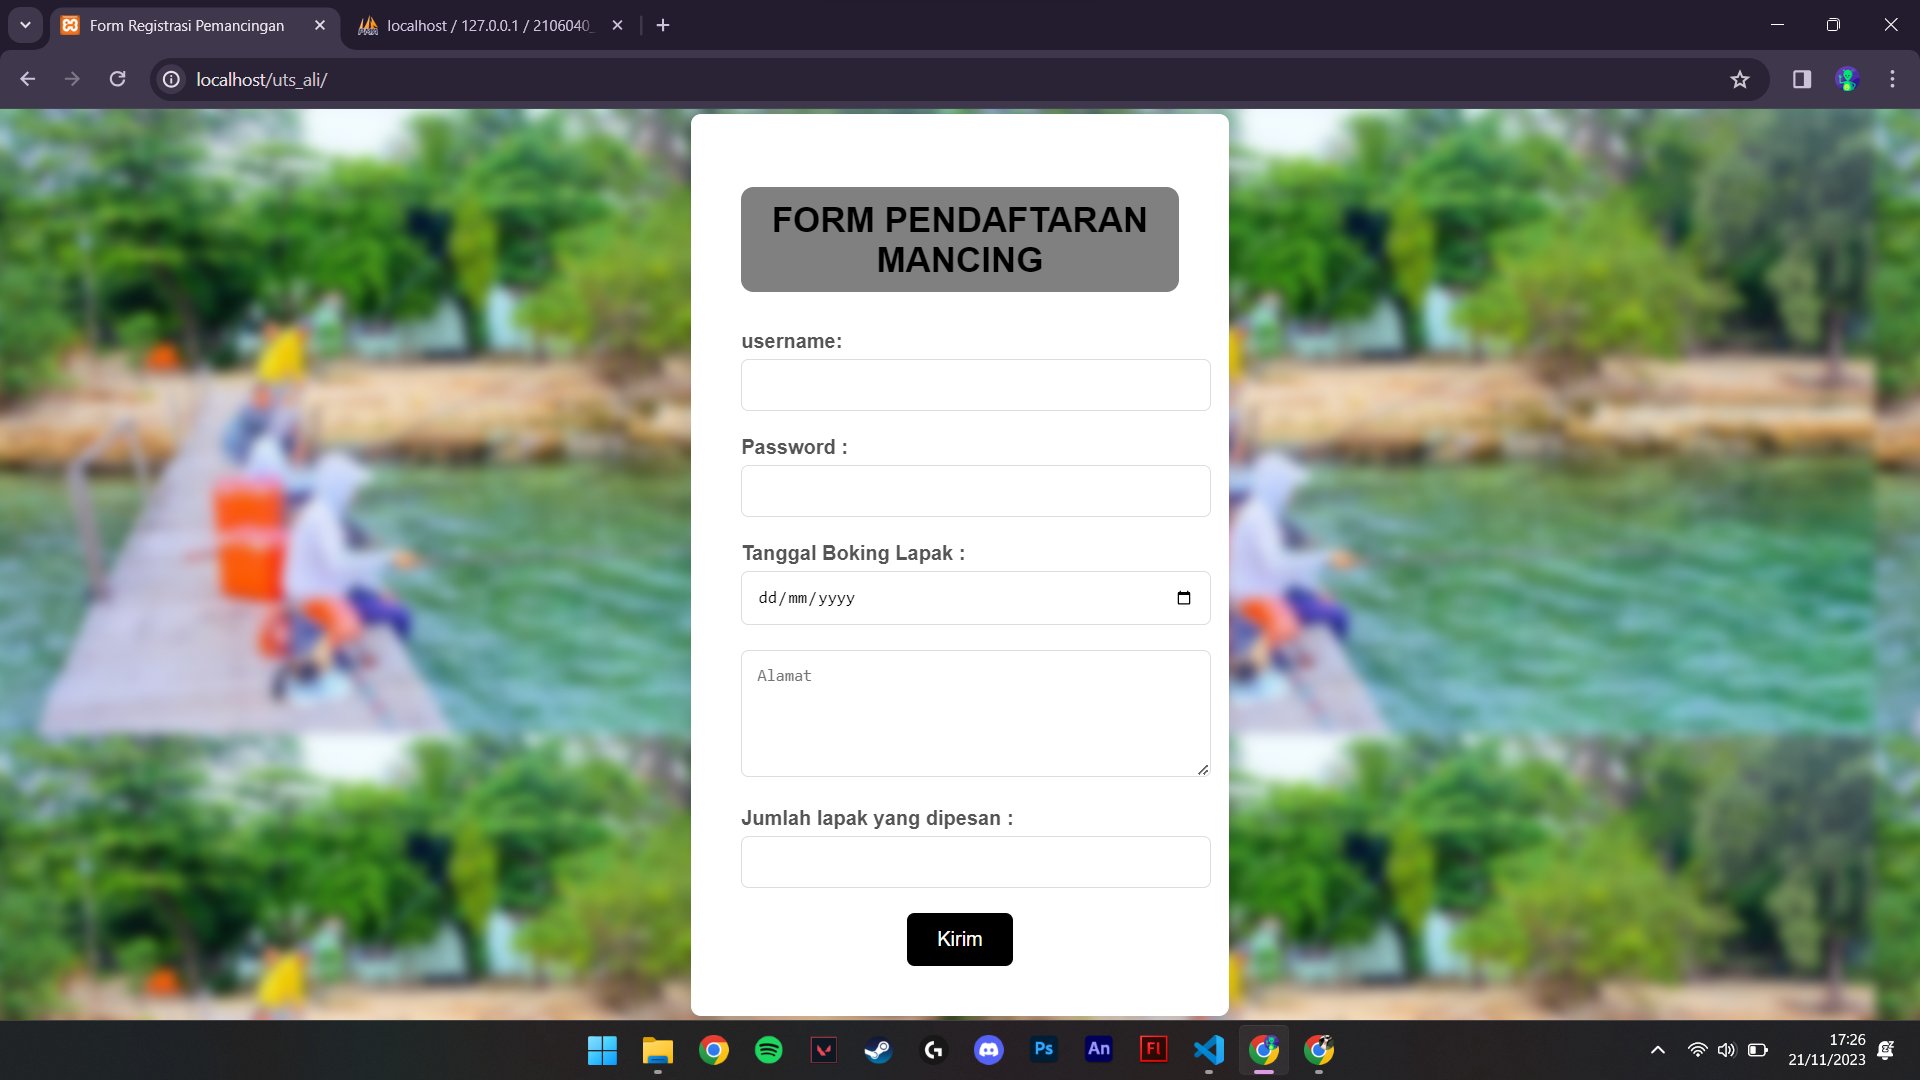 Form Registrasi Pemancingan
localhost / 127.0.0.1 / 2106040_
localhost/uts_ali/
FORM PENDAFTARAN
MANCING
username:
Password :
Tanggal Boking Lapak :
dd/mm/yyyy
Alamat
Jumlah lapak yang dipesan :
Kirim
Ps
An
Fl
17:26
21/11/2023